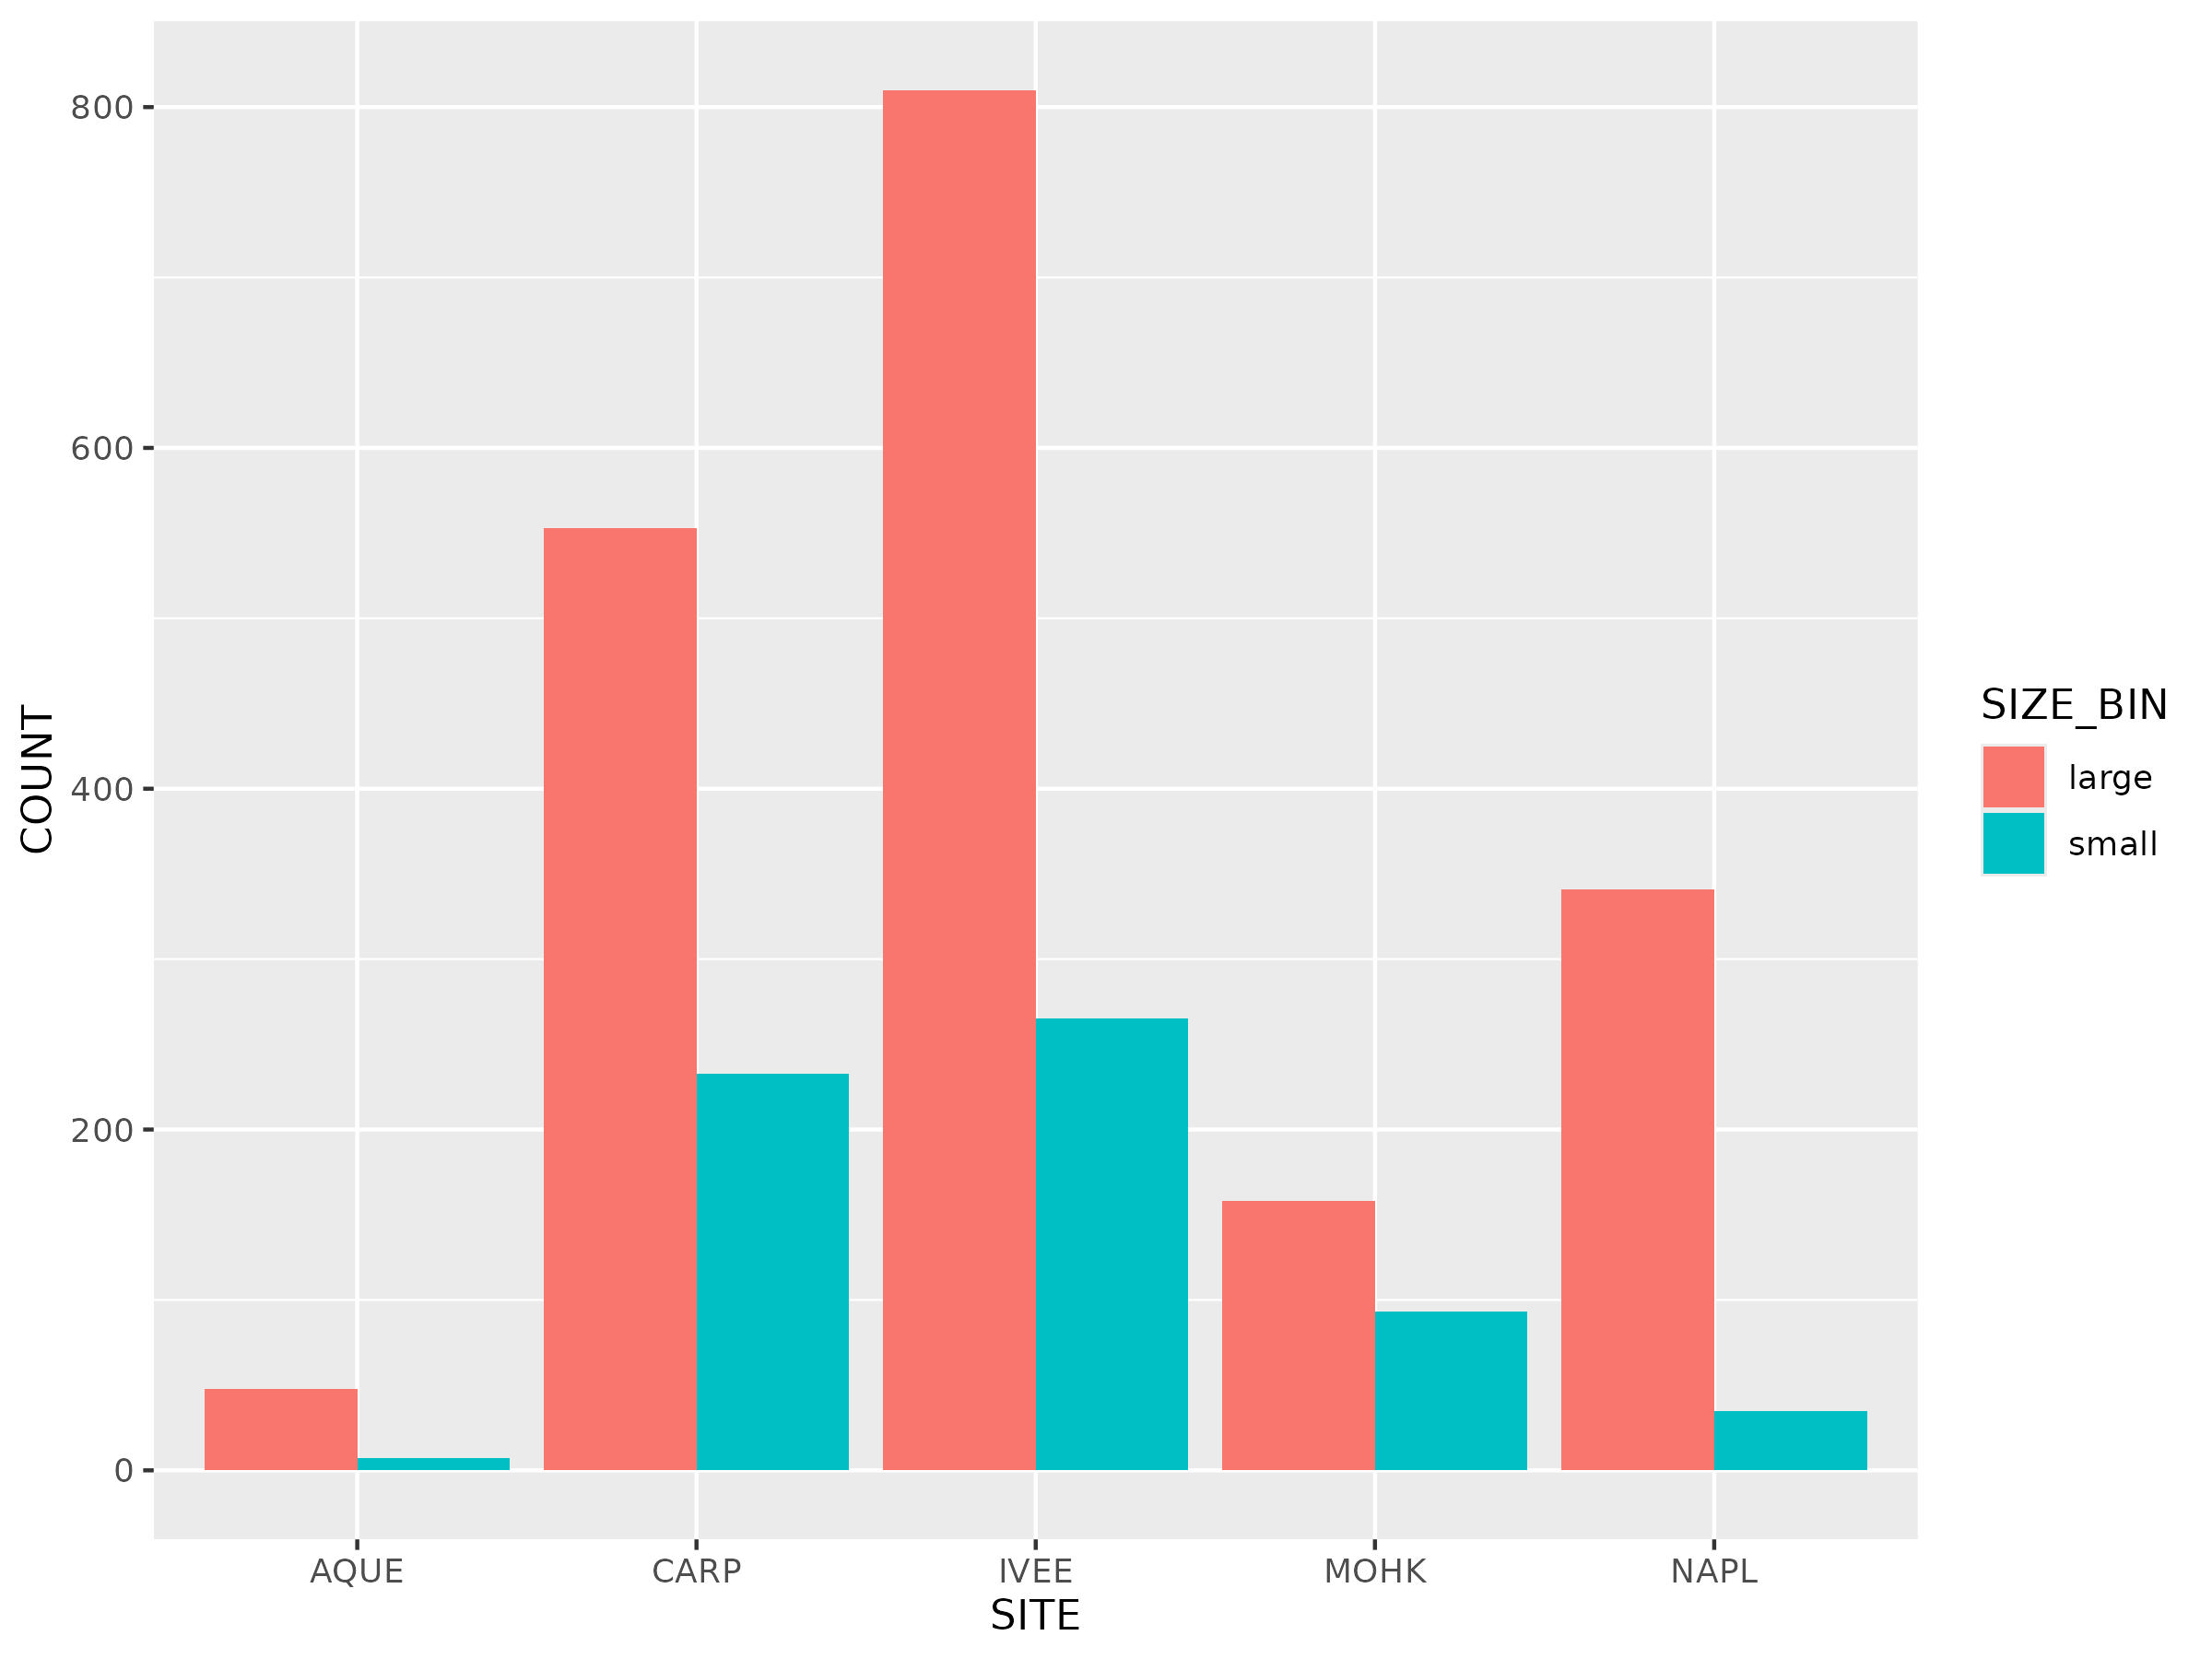 800
600
400
200
0
COUNT
AQUE CARP IVEE MOHK NAPL
SITE
SIZE_BIN
large
small